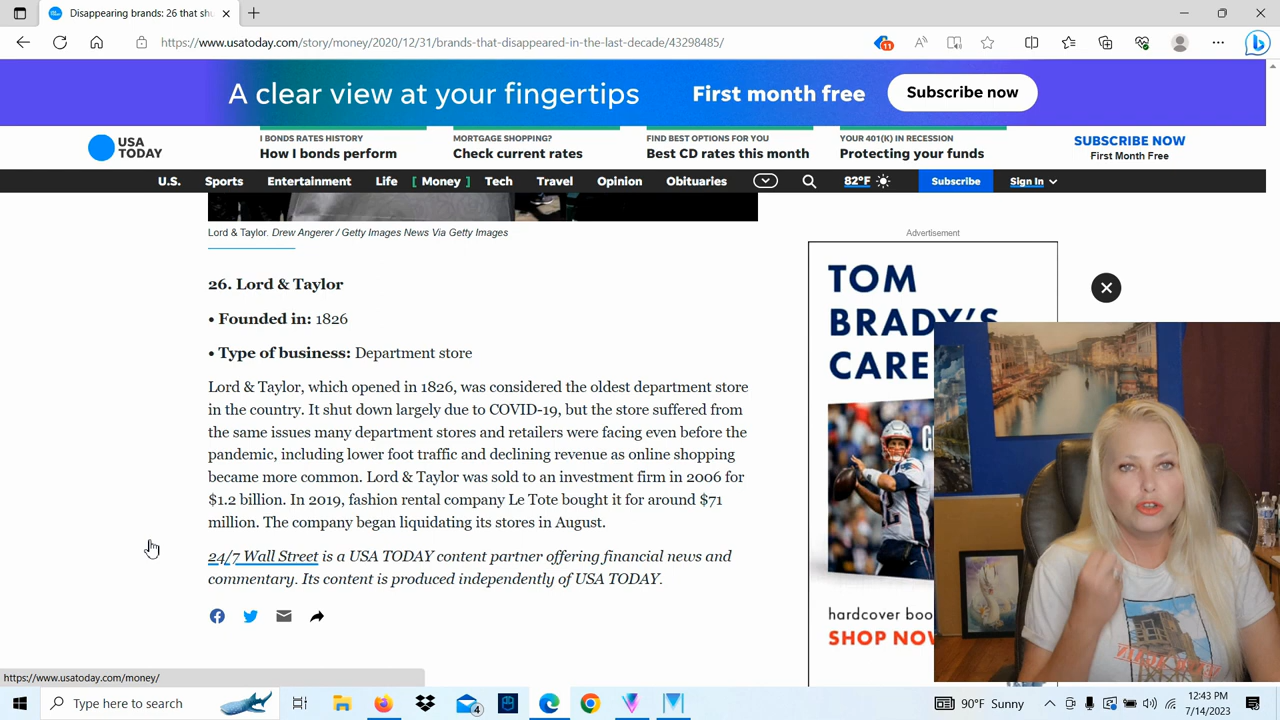 Disappearing brands: 26 that sh
https://www.usatoday.com/story/money/2020/12/31/brands-that-disappeared-in-the-last-decade/43298485/
11
A clear view at your fingertips
First month free
Subscribe now
USA
TODAY
I BONDS RATES HISTORY
How I bonds perform
MORTGAGE SHOPPING?
Check current rates
FIND BEST OPTIONS FOR YOU
Best CD rates this month
YOUR 401(K) IN RECESSION
Protecting your funds
SUBSCRIBE NOW
First Month Free
U.S. Sports Entertainment Life [ Money ] Tech Travel Opinion Obituaries 82°F Subscribe Sign In
Lord & Taylor. Drew Angerer / Getty Images News Via Getty Images
26. Lord & Taylor
• Founded in: 1826
• Type of business: Department store
Lord & Taylor, which opened in 1826, was considered the oldest department store
in the country. It shut down largely due to COVID-19, but the store suffered from
the same issues many department stores and retailers were facing even before the
pandemic, including lower foot traffic and declining revenue as online shopping
became more common. Lord & Taylor was sold to an investment firm in 2006 for
$1.2 billion. In 2019, fashion rental company Le Tote bought it for around $71
million. The company began liquidating its stores in August.
24/7 Wall Street is a USA TODAY content partner offering financial news and
commentary. Its content is produced independently of USA TODAY.
Advertisement
TOM
BRADY'S
CARE
hardcover boo
SHOP NOW
https://www.usatoday.com/money/
Type here to search
4
90°F Sunny
12:43 PM
7/14/2023